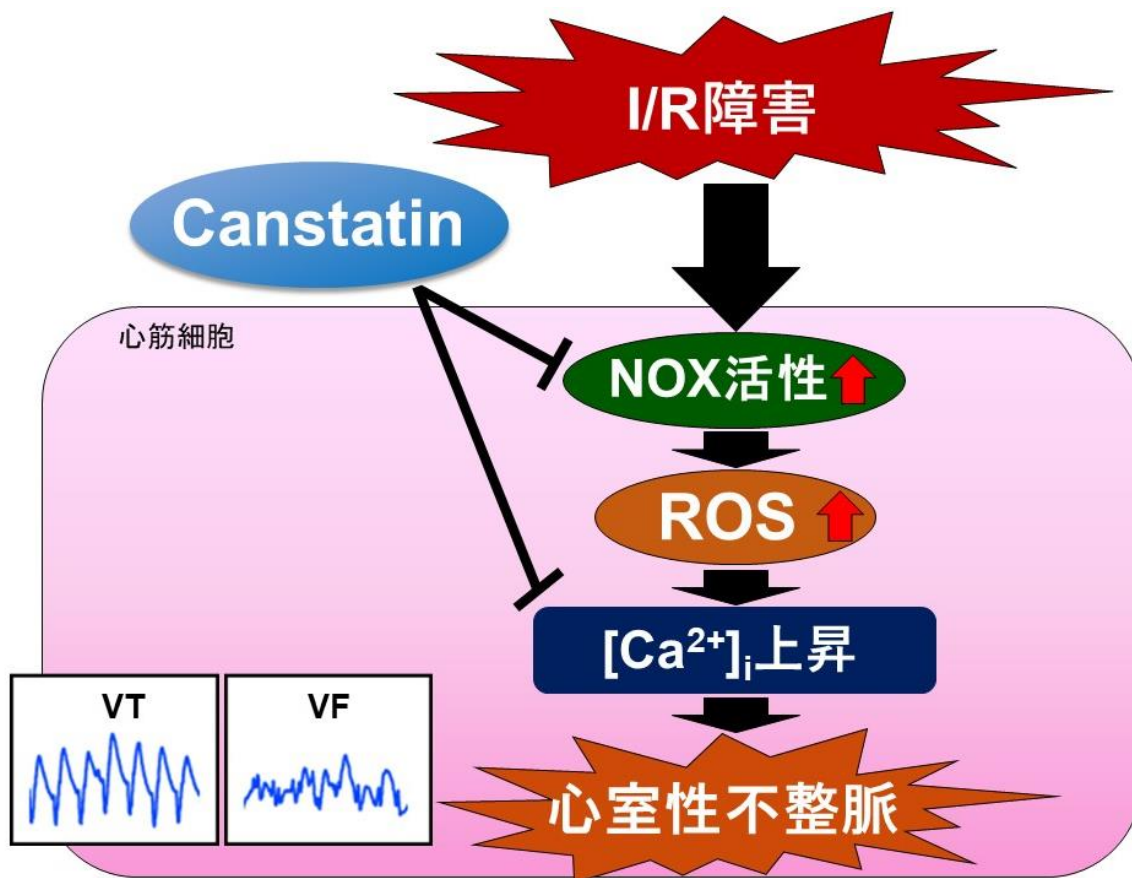 I/R障害
Canstatin
心筋細胞
NOX活性
ROS
[Ca²⁺]ᵢ上昇
VT
VF
心室性不整脈